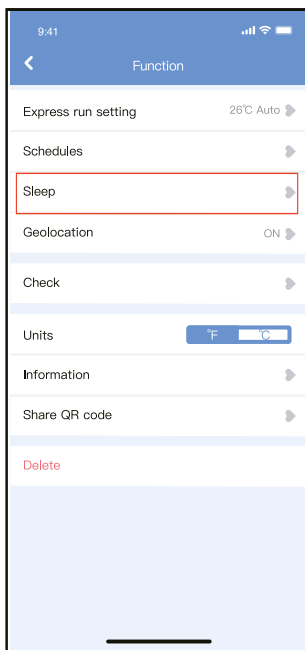 9:41
Function
Express run setting 26℃ Auto
Schedules
Sleep
Geolocation ON
Check
Units ℉ ℃
Information
Share QR code
Delete